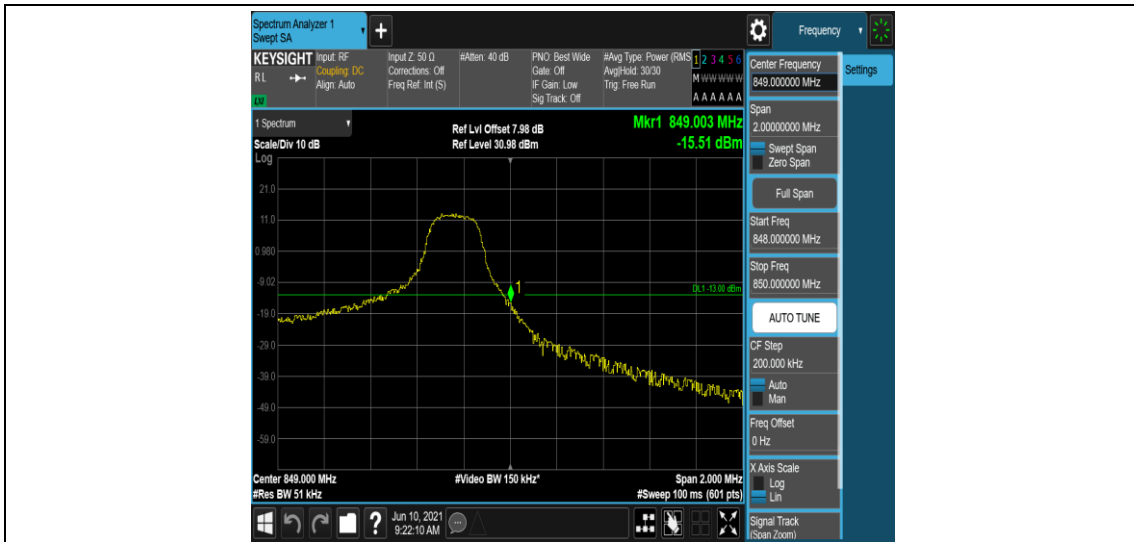 Spectrum Analyzer 1
Swept SA
Frequency
KEYSIGHT
RL
LXI
Input: RF
Coupling: DC
Align: Auto
Input Z: 50 Ω
Corrections: Off
Freq Ref: Int (S)
#Atten: 40 dB
PNO: Best Wide
Gate: Off
IF Gain: Low
Sig Track: Off
#Avg Type: Power (RMS
Avg|Hold: 30/30
Trig: Free Run
1 2 3 4 5 6
M W W W W W
A A A A A A
Center Frequency
849.000000 MHz
Settings
1 Spectrum
Scale/Div 10 dB
Ref Lvl Offset 7.98 dB
Ref Level 30.98 dBm
Mkr1 849.003 MHz
-15.51 dBm
Log
21.0
11.0
0.980
-9.02
-19.0
-29.0
-39.0
-49.0
-59.0
1
DL1 -13.00 dBm
Center 849.000 MHz
#Res BW 51 kHz
#Video BW 150 kHz*
Span 2.000 MHz
#Sweep 100 ms (601 pts)
Span
2.00000000 MHz
Swept Span
Zero Span
Full Span
Start Freq
848.000000 MHz
Stop Freq
850.000000 MHz
AUTO TUNE
CF Step
200.000 kHz
Auto
Man
Freq Offset
0 Hz
X Axis Scale
Log
Lin
Signal Track
(Span Zoom)
?
Jun 10, 2021
9:22:10 AM